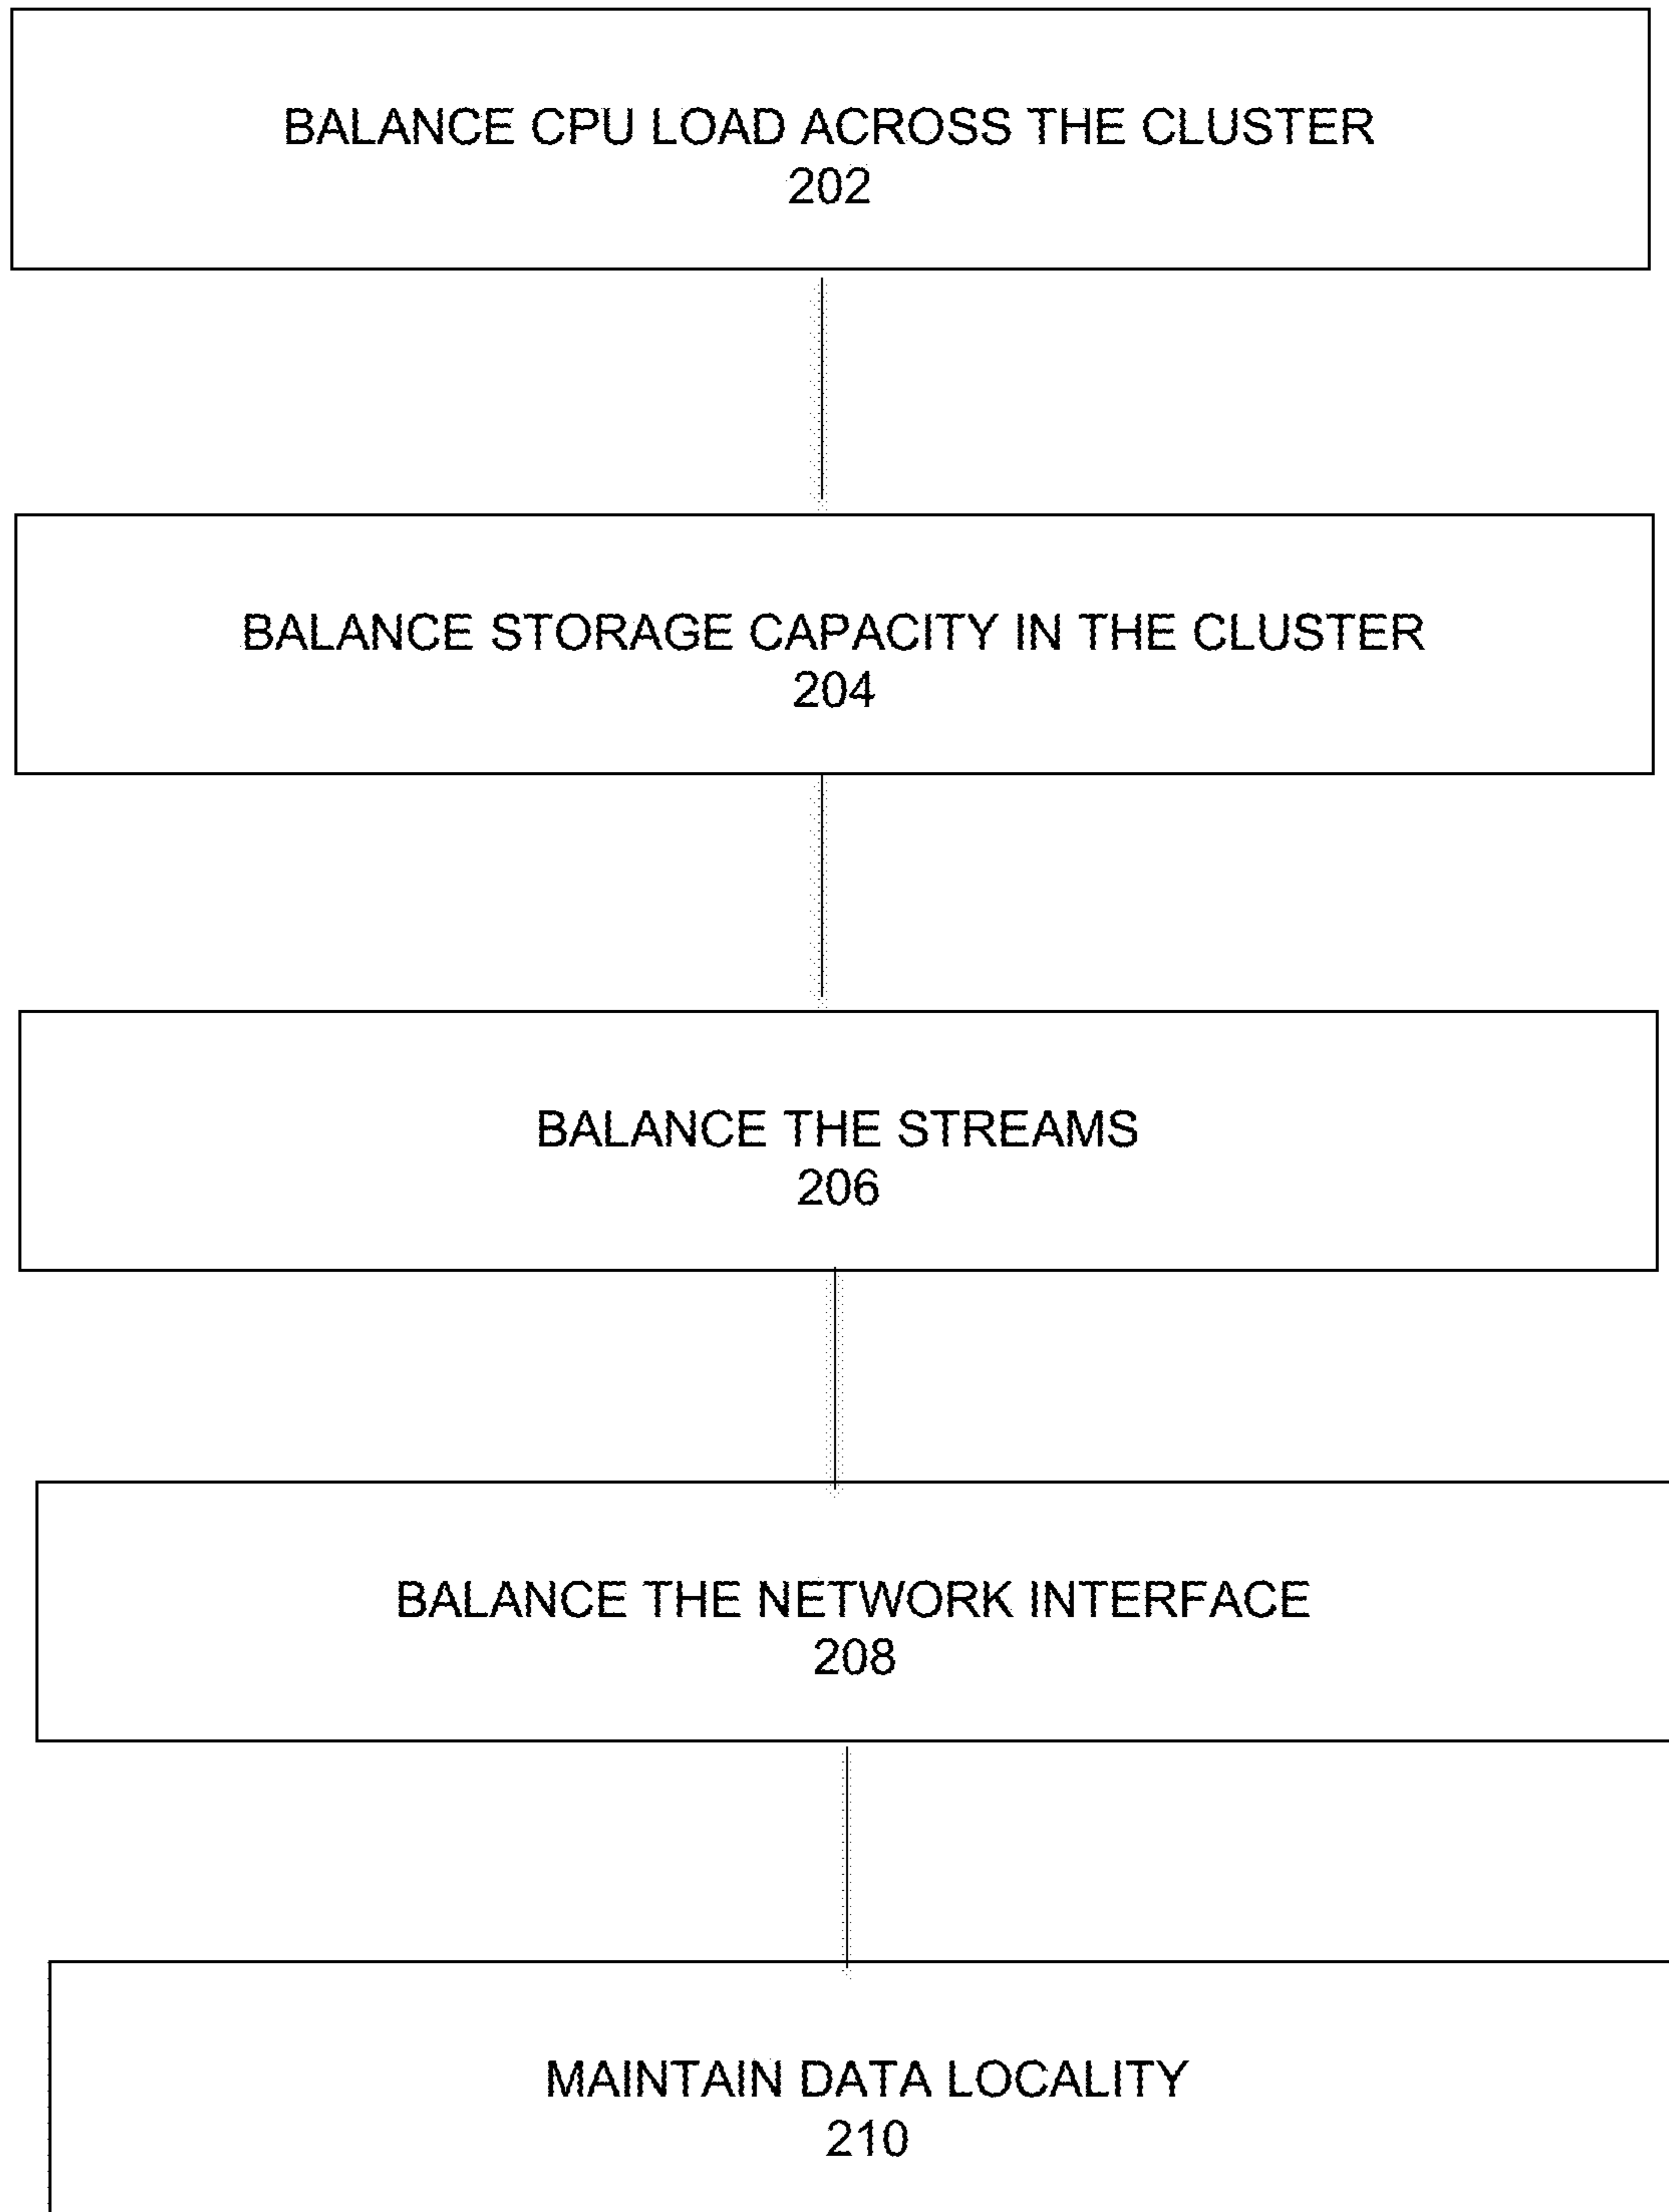 BALANCE CPU LOAD ACROSS THE CLUSTER
202
BALANCE STORAGE CAPACITY IN THE CLUSTER
204
BALANCE THE STREAMS
206
BALANCE THE NETWORK INTERFACE
208
MAINTAIN DATA LOCALITY
210